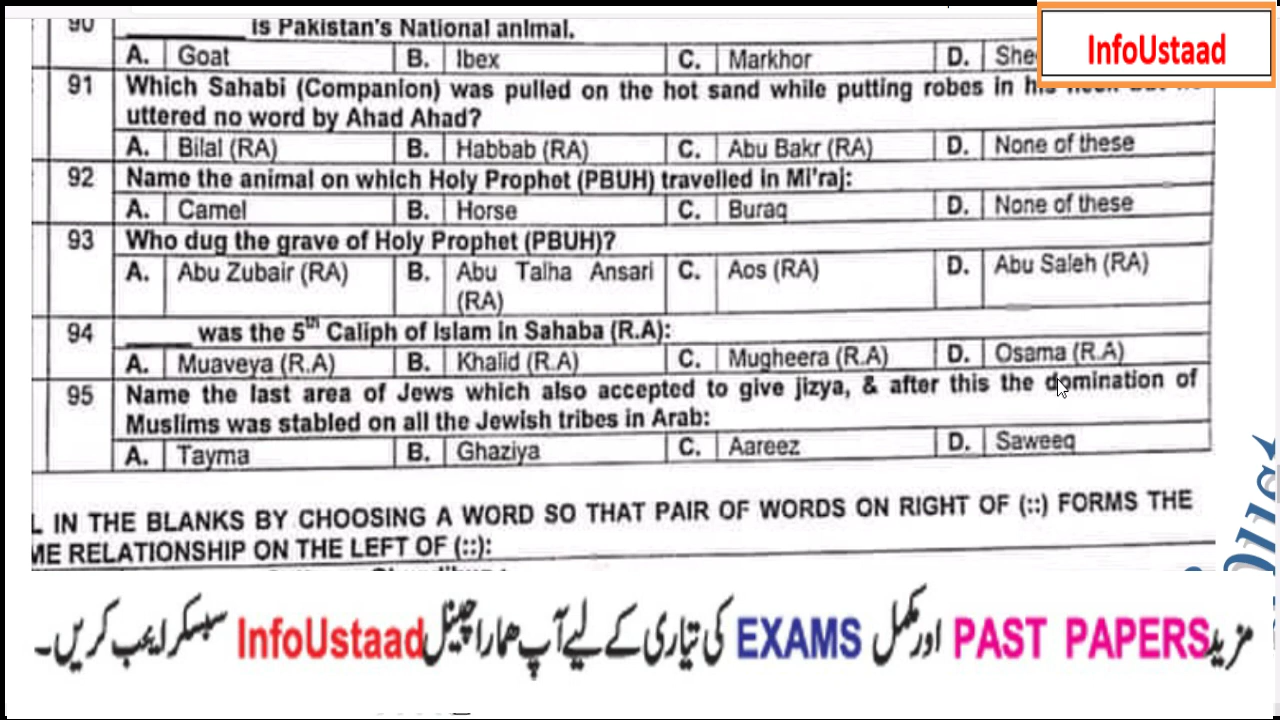 90 ______ is Pakistan's National animal.
A. Goat B. Ibex C. Markhor D.
InfoUstaad
91 Which Sahabi (Companion) was pulled on the hot sand while putting robes in his neck but he
uttered no word by Ahad Ahad?
A. Bilal (RA) B. Habbab (RA) C. Abu Bakr (RA) D. None of these
92 Name the animal on which Holy Prophet (PBUH) travelled in Mi'raj:
A. Camel B. Horse C. Buraq D. None of these
93 Who dug the grave of Holy Prophet (PBUH)?
A. Abu Zubair (RA) B. Abu Talha Ansari C. Aos (RA) D. Abu Saleh (RA)
(RA)
94 _____ was the 5th Caliph of Islam in Sahaba (R.A):
A. Muaveya (R.A) B. Khalid (R.A) C. Mugheera (R.A) D. Osama (R.A)
95 Name the last area of Jews which also accepted to give jizya, & after this the domination of
Muslims was stabled on all the Jewish tribes in Arab:
A. Tayma B. Ghaziya C. Aareez D. Saweeq
IN THE BLANKS BY CHOOSING A WORD SO THAT PAIR OF WORDS ON RIGHT OF (::) FORMS THE
RELATIONSHIP ON THE LEFT OF (::):
مزید PAST PAPERS اور مکمل EXAMS کی تیاری کے لیے آپ ہمارا چینل InfoUstaad سبسکرائیب کریں۔